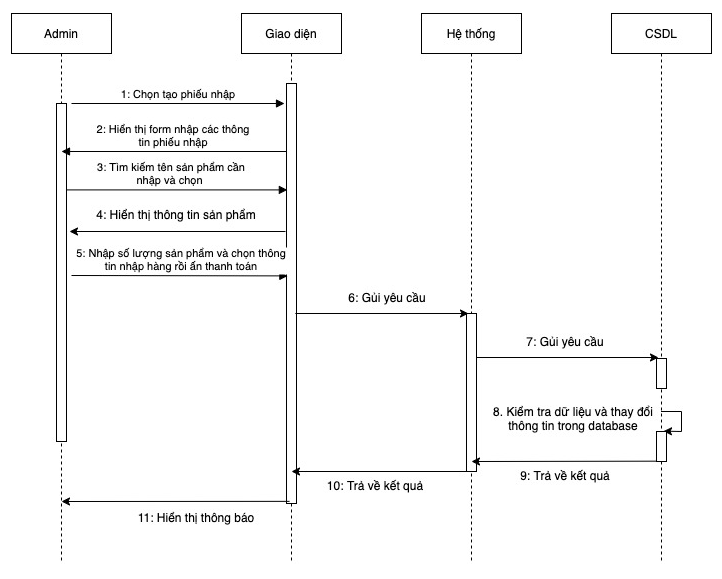 Admin
Giao diện
Hệ thống
CSDL
1: Chọn tạo phiếu nhập
2: Hiển thị form nhập các thông
tin phiếu nhập
3: Tìm kiếm tên sản phẩm cần
nhập và chọn
4: Hiển thị thông tin sản phẩm
5: Nhập số lượng sản phẩm và chọn thông
tin nhập hàng rồi ấn thanh toán
6: Gủi yêu cầu
7: Gủi yêu cầu
8. Kiểm tra dữ liệu và thay đổi
thông tin trong database
9: Trả về kết quả
10: Trả về kết quả
11: Hiển thị thông báo